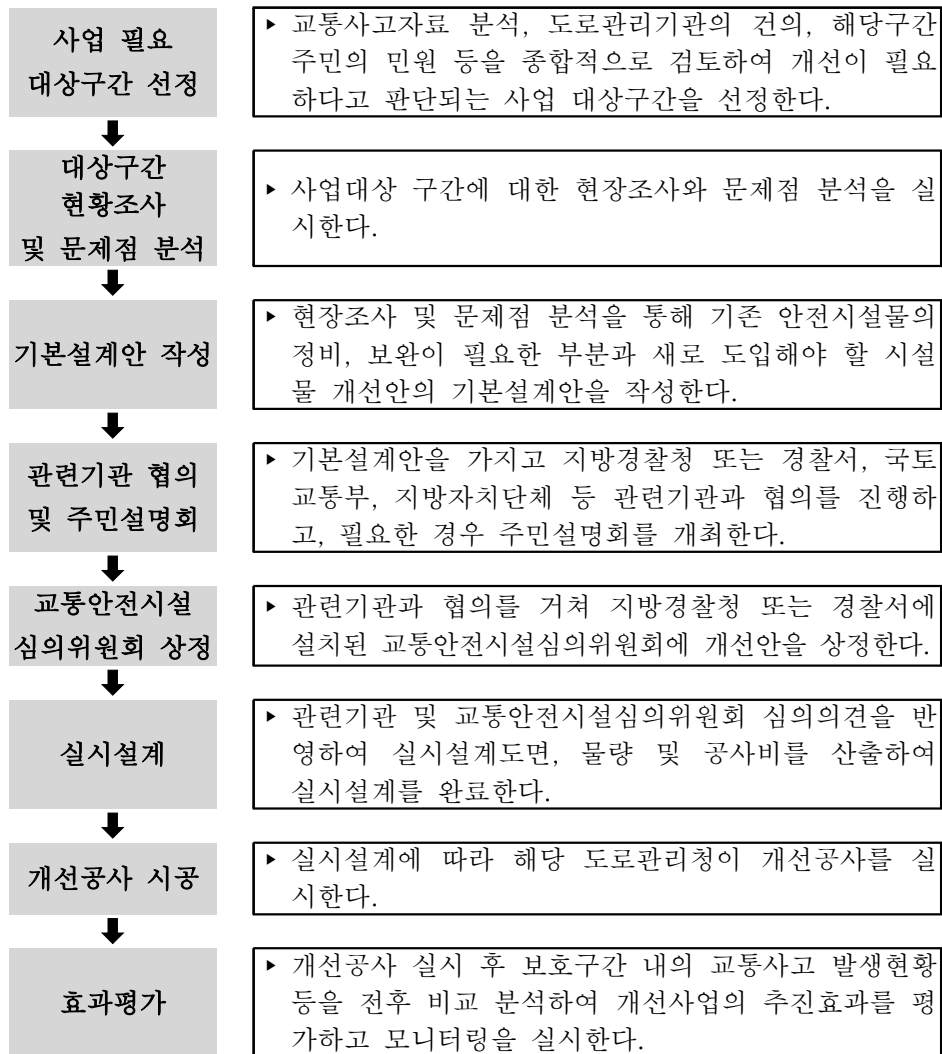 사업 필요
대상구간 선정
▸ 교통사고자료 분석, 도로관리기관의 건의, 해당구간
주민의 민원 등을 종합적으로 검토하여 개선이 필요
하다고 판단되는 사업 대상구간을 선정한다.
대상구간
현황조사
및 문제점 분석
▸ 사업대상 구간에 대한 현장조사와 문제점 분석을 실
시한다.
기본설계안 작성
▸ 현장조사 및 문제점 분석을 통해 기존 안전시설물의
정비, 보완이 필요한 부분과 새로 도입해야 할 시설
물 개선안의 기본설계안을 작성한다.
관련기관 협의
및 주민설명회
▸ 기본설계안을 가지고 지방경찰청 또는 경찰서, 국토
교통부, 지방자치단체 등 관련기관과 협의를 진행하
고, 필요한 경우 주민설명회를 개최한다.
교통안전시설
심의위원회 상정
▸ 관련기관과 협의를 거쳐 지방경찰청 또는 경찰서에
설치된 교통안전시설심의위원회에 개선안을 상정한다.
실시설계
▸ 관련기관 및 교통안전시설심의위원회 심의의견을 반
영하여 실시설계도면, 물량 및 공사비를 산출하여
실시설계를 완료한다.
개선공사 시공
▸ 실시설계에 따라 해당 도로관리청이 개선공사를 실
시한다.
효과평가
▸ 개선공사 실시 후 보호구간 내의 교통사고 발생현황
등을 전후 비교 분석하여 개선사업의 추진효과를 평
가하고 모니터링을 실시한다.